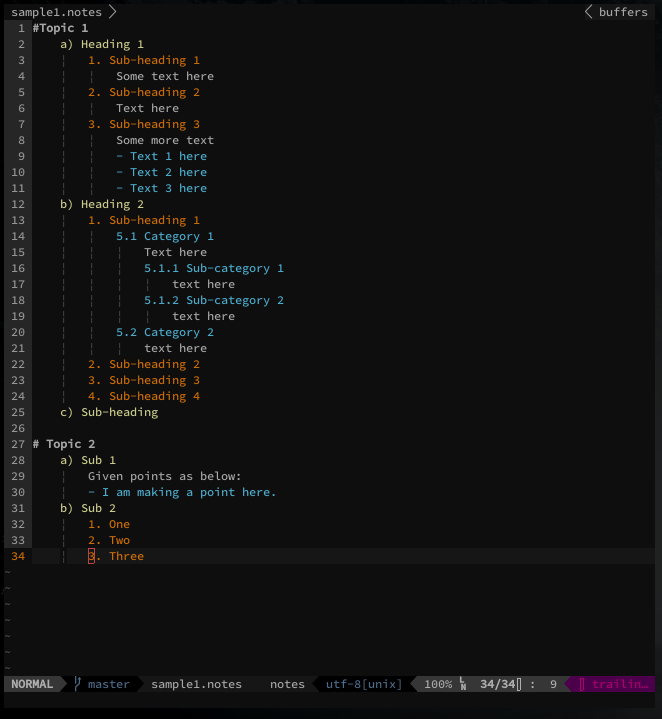 sample1.notes buffers
1 #Topic 1
2 a) Heading 1
3 1. Sub-heading 1
4 Some text here
5 2. Sub-heading 2
6 Text here
7 3. Sub-heading 3
8 Some more text
9 - Text 1 here
10 - Text 2 here
11 - Text 3 here
12 b) Heading 2
13 1. Sub-heading 1
14 5.1 Category 1
15 Text here
16 5.1.1 Sub-category 1
17 text here
18 5.1.2 Sub-category 2
19 text here
20 5.2 Category 2
21 text here
22 2. Sub-heading 2
23 3. Sub-heading 3
24 4. Sub-heading 4
25 c) Sub-heading
26
27 # Topic 2
28 a) Sub 1
29 Given points as below:
30 - I am making a point here.
31 b) Sub 2
32 1. One
33 2. Two
34 3. Three
~
~
~
~
~
~
~
NORMAL master sample1.notes notes utf-8[unix] 100% LN 34/34 : 9 trailin…